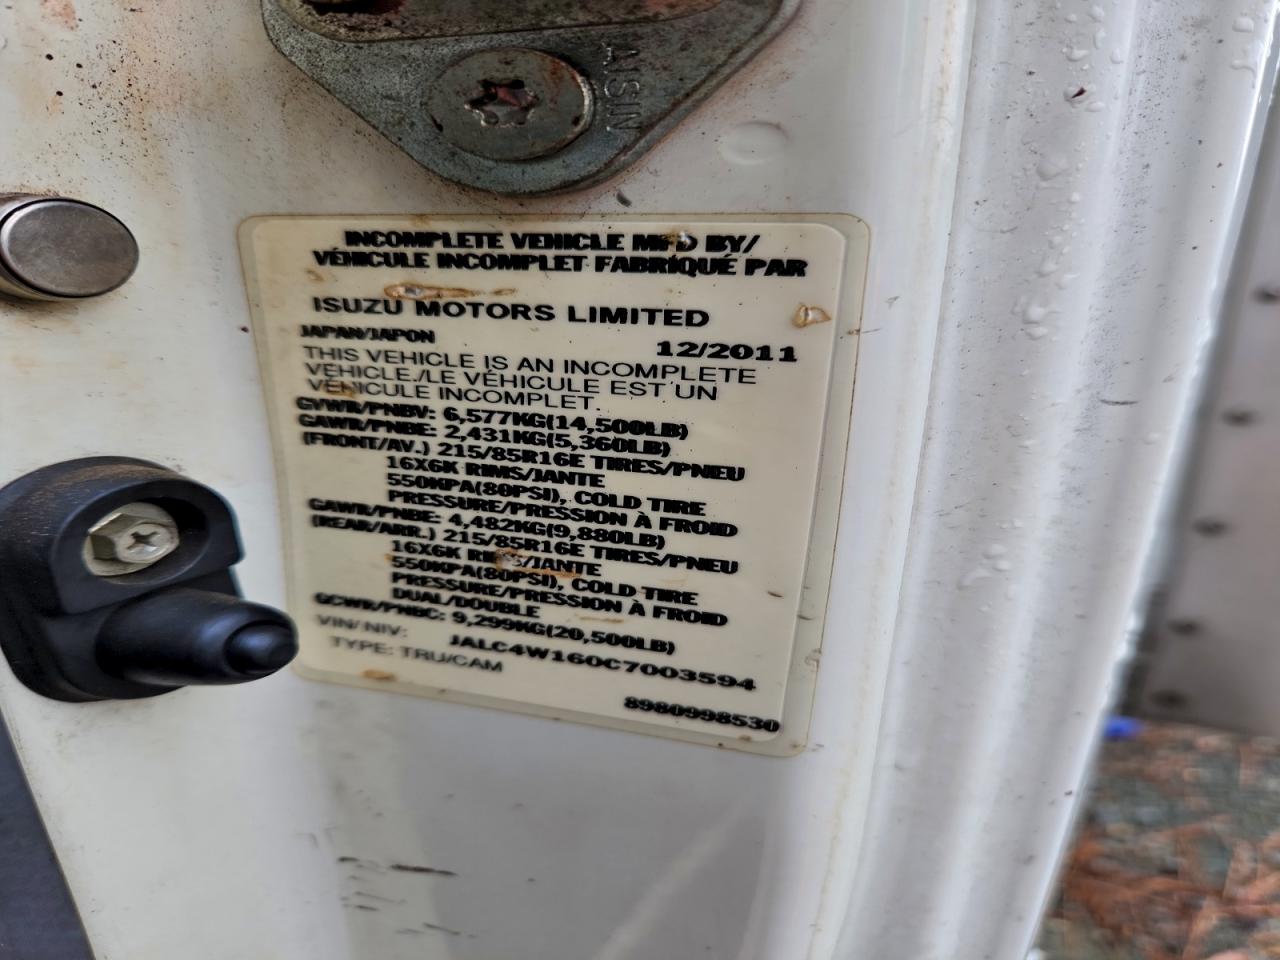 AISIN
INCOMPLETE VEHICLE MFD BY/
VÉHICULE INCOMPLET FABRIQUÉ PAR
ISUZU MOTORS LIMITED
JAPAN/JAPON
12/2011
THIS VEHICLE IS AN INCOMPLETE
VEHICLE./LE VÉHICULE EST UN
VÉHICULE INCOMPLET.
GVWR/PNBV: 6,577KG(14,500LB)
GAWR/PNBE: 2,431KG(5,360LB)
(FRONT/AV.) 215/85R16E TIRES/PNEU
16X6K RIMS/JANTE
550KPA(80PSI), COLD TIRE
PRESSURE/PRESSION À FROID
GAWR/PNBE: 4,482KG(9,880LB)
(REAR/ARR.) 215/85R16E TIRES/PNEU
16X6K RIMS/JANTE
550KPA(80PSI), COLD TIRE
PRESSURE/PRESSION À FROID
DUAL/DOUBLE
GCWR/PNBC: 9,299KG(20,500LB)
VIN/NIV: JALC4W160C7003594
TYPE: TRU/CAM
8980998530